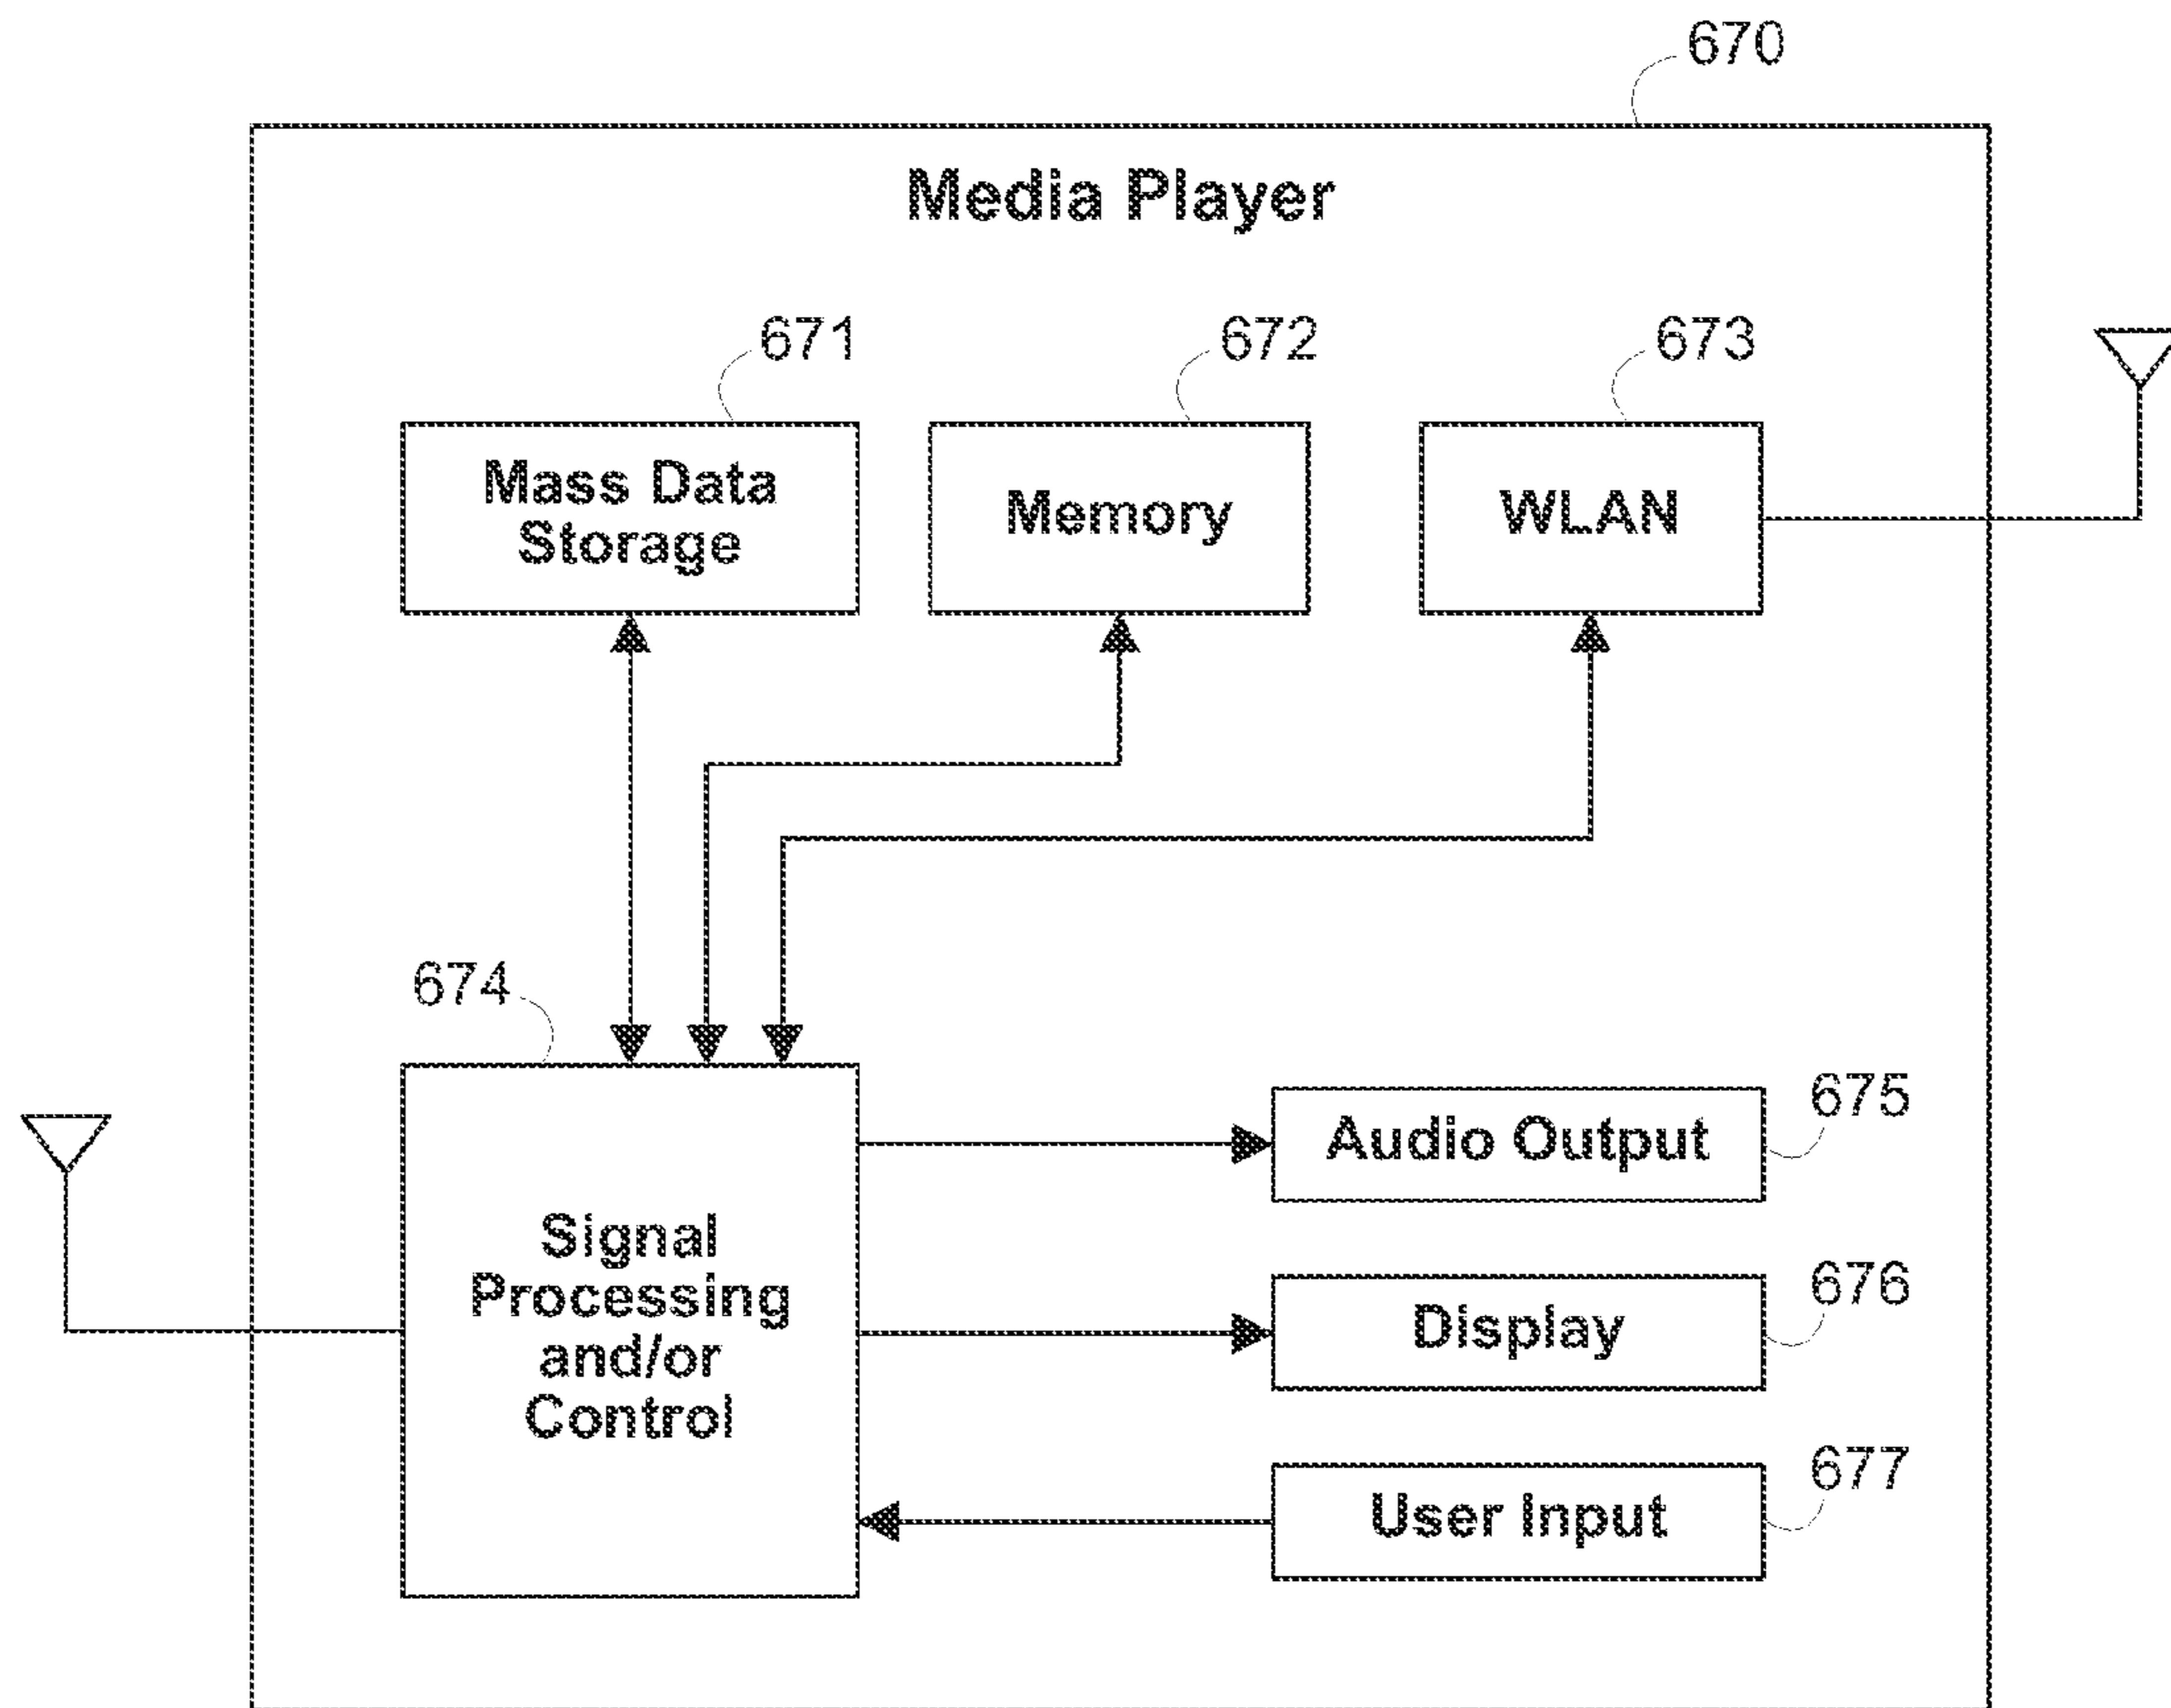 670
Media Player
671
672
673
Mass Data
Storage
Memory
WLAN
674
675
Audio Output
Signal
Processing
and/or
Control
676
Display
677
User Input